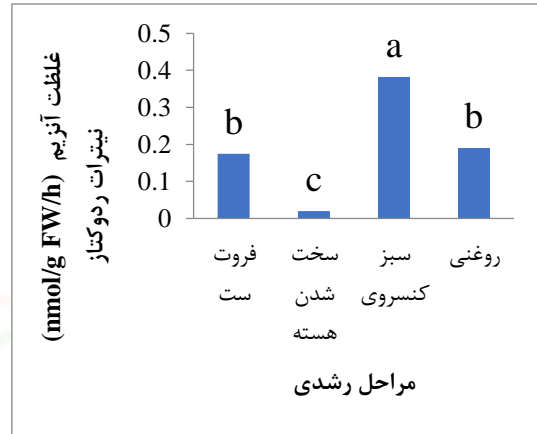 غلظت آنزیم
نیترات ردوکتاز
(nmol/g FW/h)
0.5
0.4
0.3
0.2
0.1
0
b
c
a
b
فروت
ست
سخت
شدن
هسته
سبز
کنسروی
روغنی
مراحل رشدی